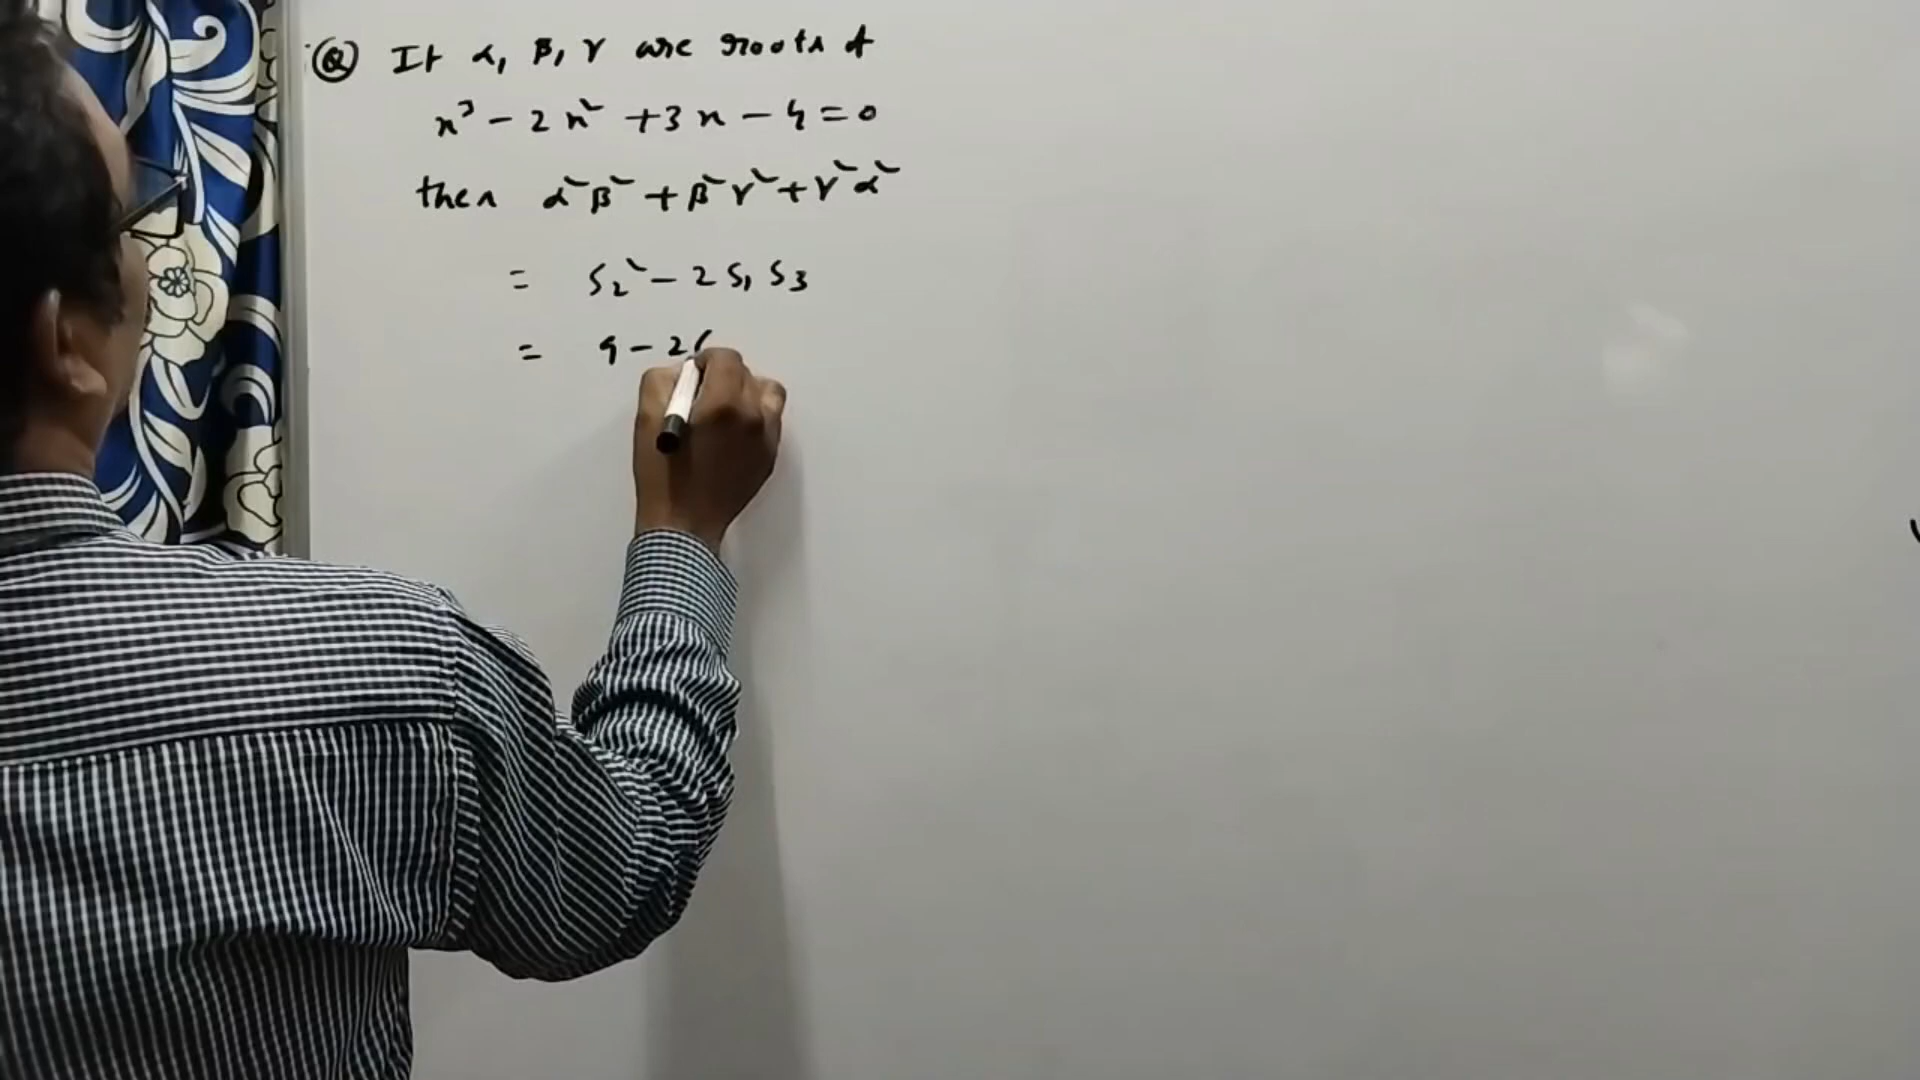 Q If α, β, γ are roots of
x³ - 2x² + 3x - 4 = 0
then α²β² + β²γ² + γ²α²
= S₂² - 2S₁S₃
= 9 - 2(